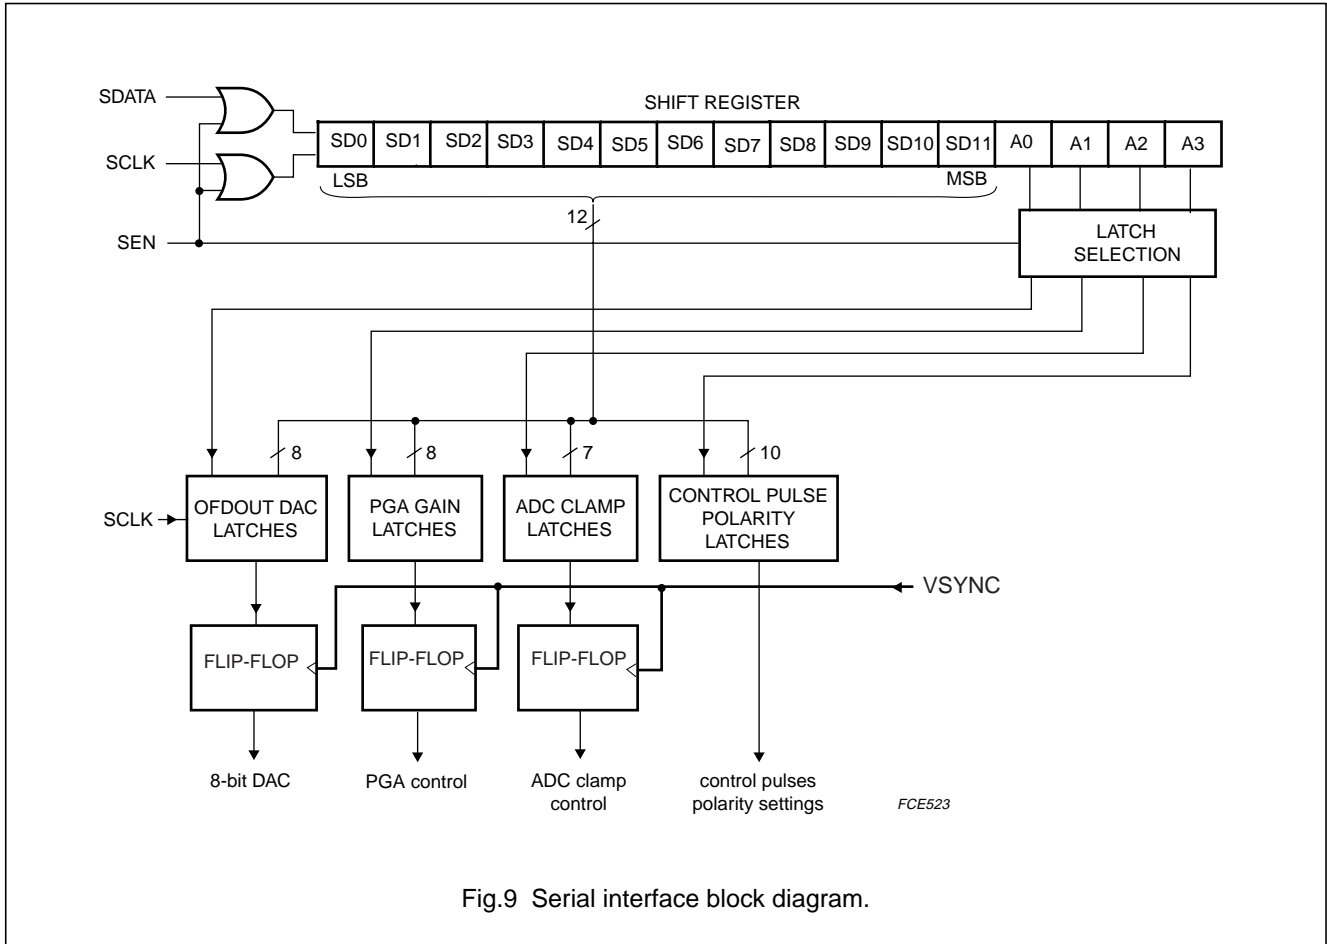 SDATA
SHIFT REGISTER
SD0 SD1 SD2 SD3 SD4 SD5 SD6 SD7 SD8 SD9 SD10 SD11 A0 A1 A2 A3
SCLK
LSB MSB
12
SEN
LATCH
SELECTION
8 8 7 10
OFDOUT DAC
LATCHES
PGA GAIN
LATCHES
ADC CLAMP
LATCHES
CONTROL PULSE
POLARITY
LATCHES
SCLK
VSYNC
FLIP-FLOP FLIP-FLOP FLIP-FLOP
8-bit DAC
PGA control
ADC clamp
control
control pulses
polarity settings
FCE523
Fig.9 Serial interface block diagram.